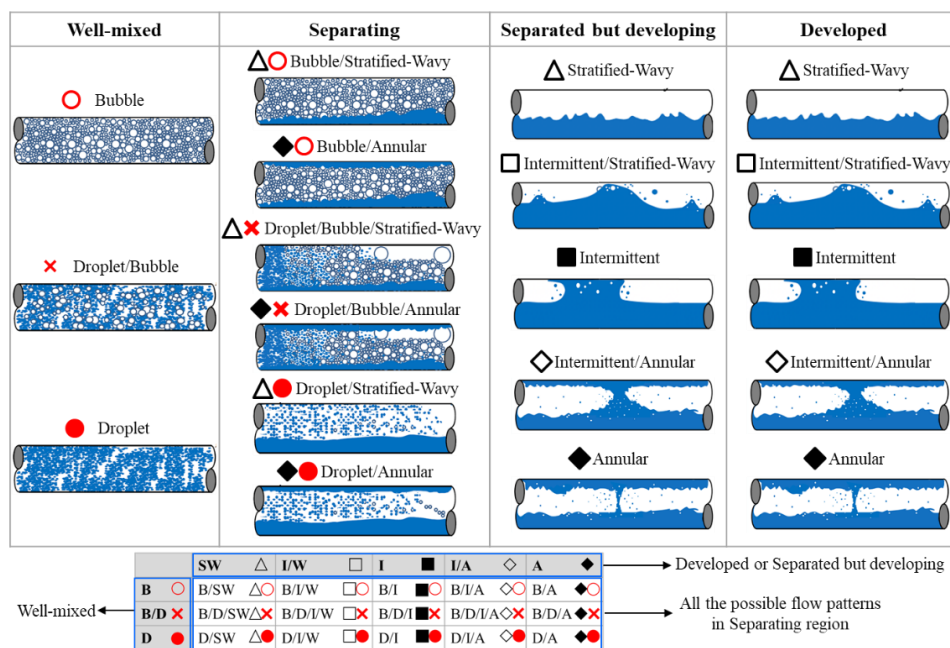 Well-mixed
Separating
Separated but developing
Developed
Bubble
Droplet/Bubble
Droplet
Bubble/Stratified-Wavy
Bubble/Annular
Droplet/Bubble/Stratified-Wavy
Droplet/Bubble/Annular
Droplet/Stratified-Wavy
Droplet/Annular
Stratified-Wavy
Intermittent/Stratified-Wavy
Intermittent
Intermittent/Annular
Annular
Stratified-Wavy
Intermittent/Stratified-Wavy
Intermittent
Intermittent/Annular
Annular
SW I/W I I/A A
B B/SW B/I/W B/I B/I/A B/A
B/D B/D/SW B/D/I/W B/D/I B/D/I/A B/D/A
D D/SW D/I/W D/I D/I/A D/A
Well-mixed
Developed or Separated but developing
All the possible flow patterns
in Separating region